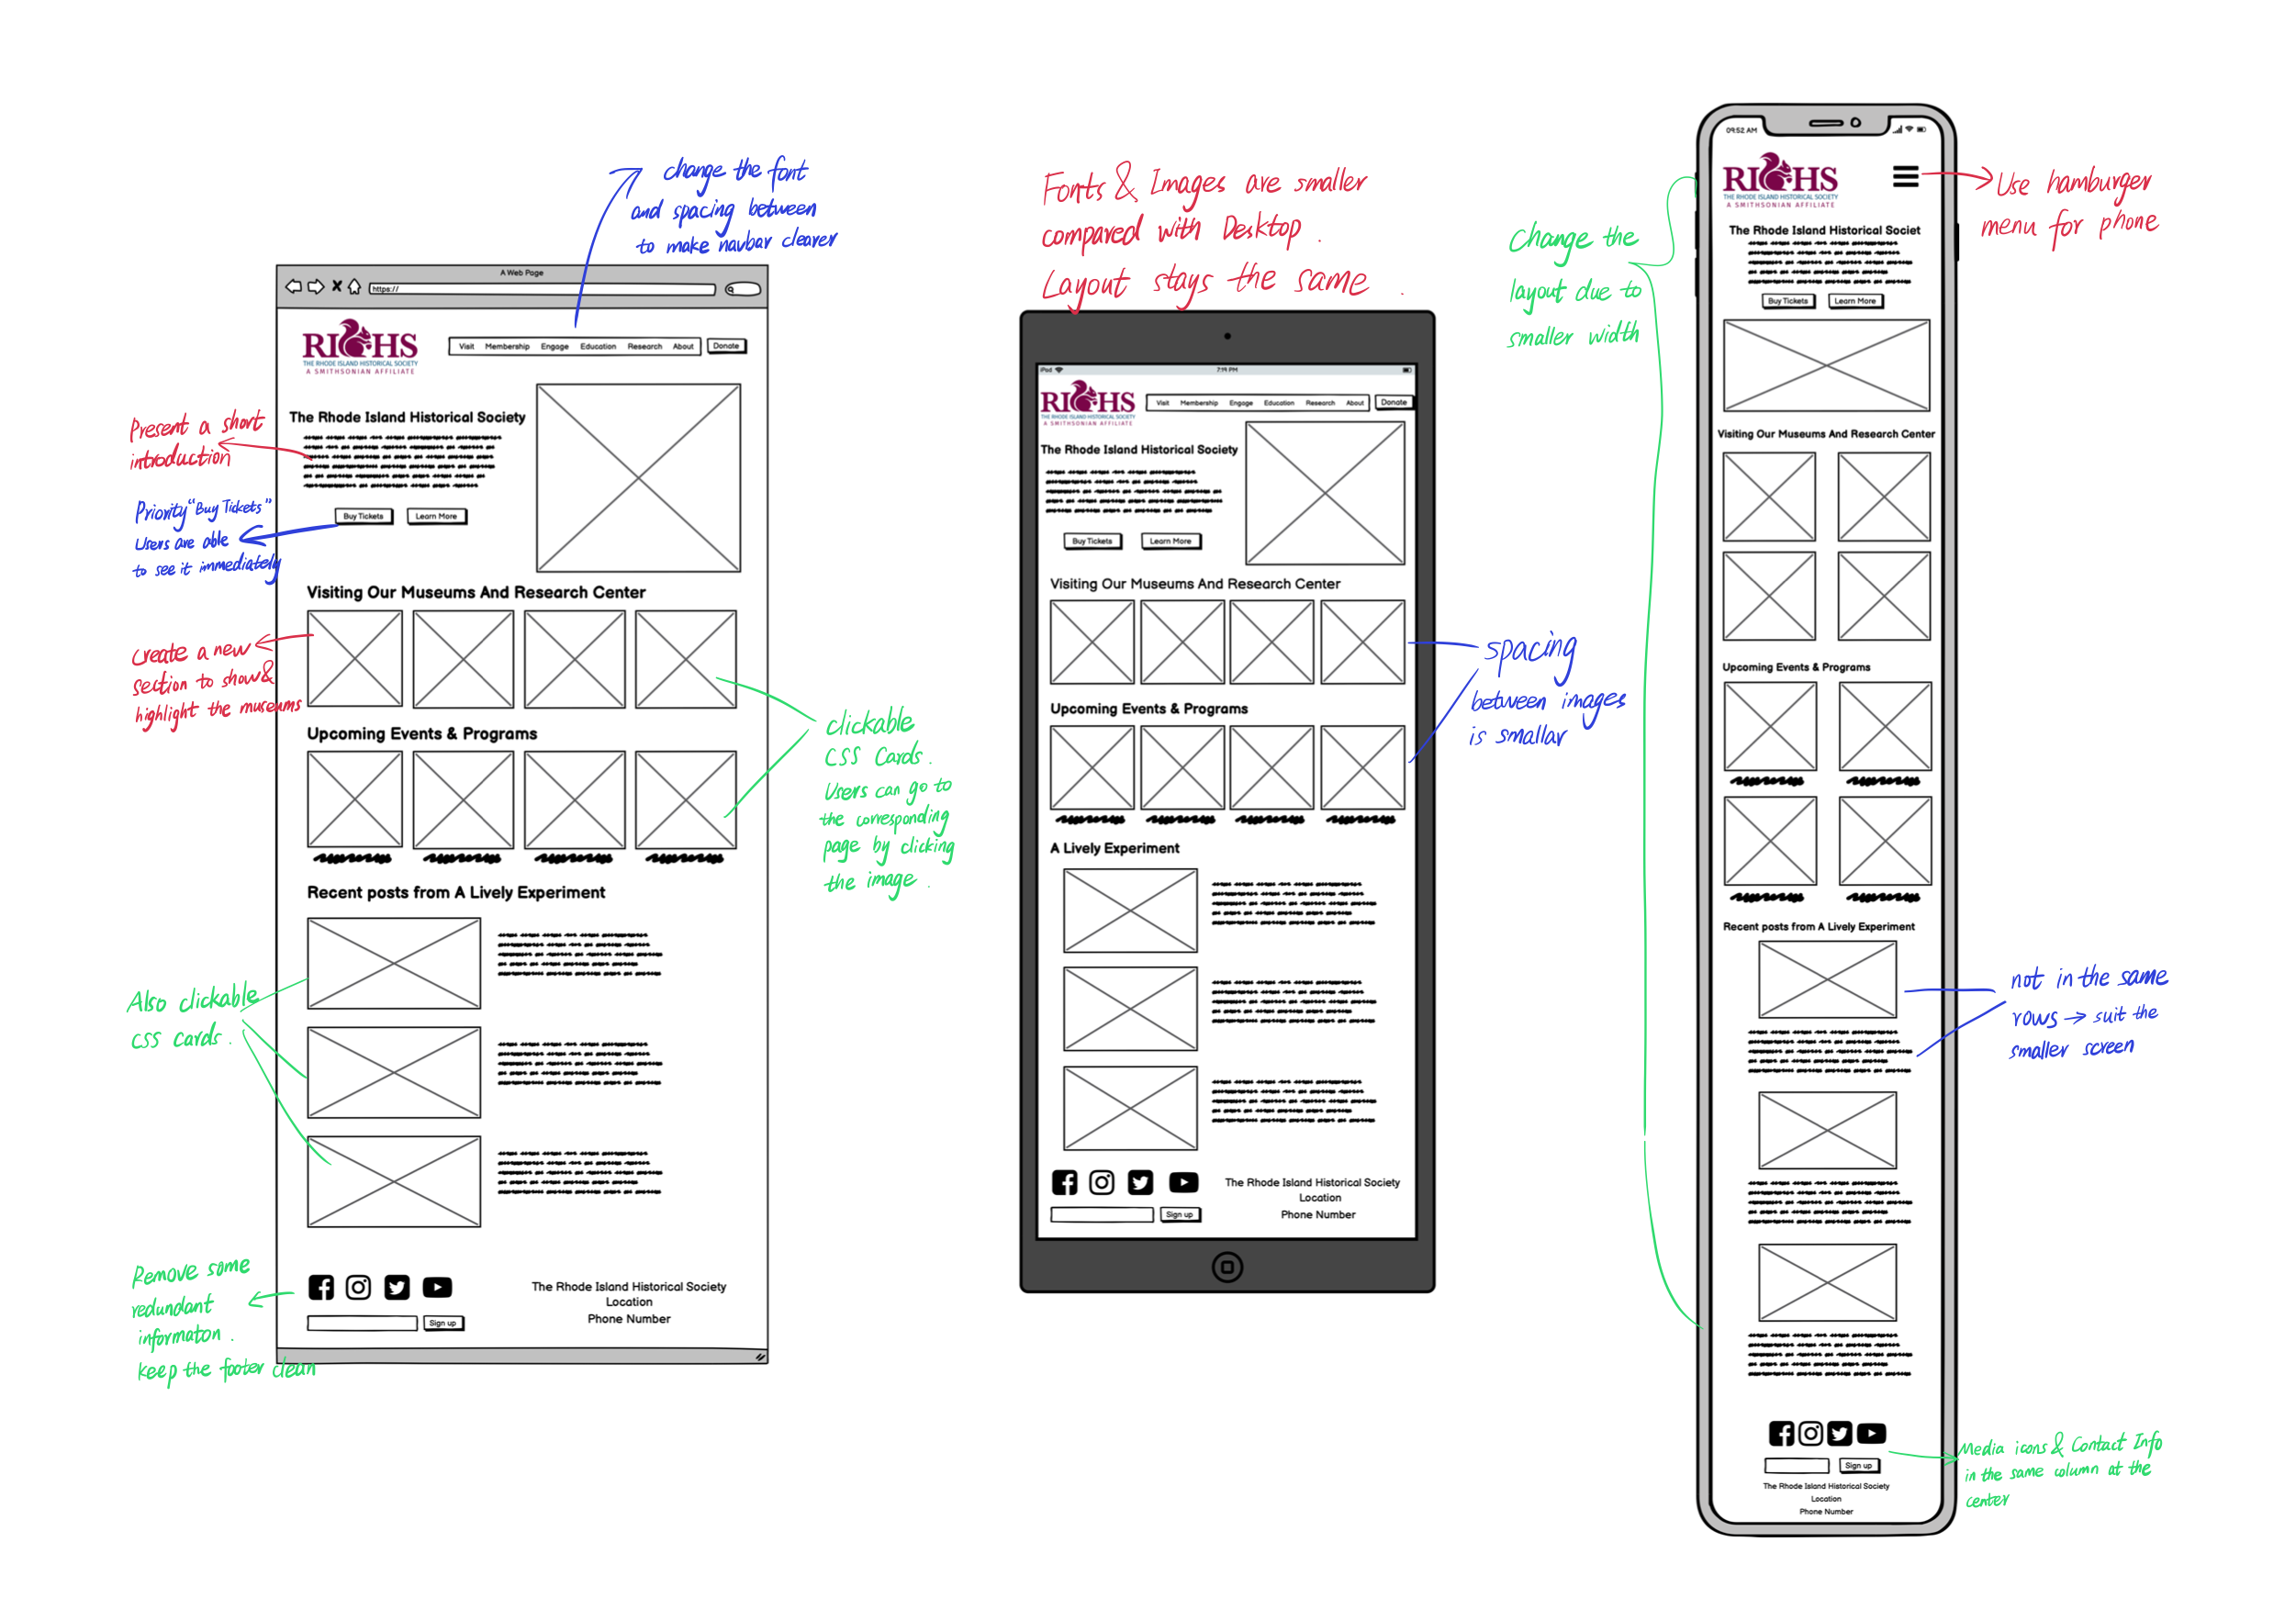 change the font
and spacing between
to make navbar clearer
A Web Page
https://
RIHS
THE RHODE ISLAND HISTORICAL SOCIETY
A SMITHSONIAN AFFILIATE
Visit Membership Engage Education Research About Donate
Present a short
introduction
The Rhode Island Historical Society
Priority "Buy Tickets"
Users are able
to see it immediately
Buy Tickets Learn More
Visiting Our Museums And Research Center
Create a new
section to show &
highlight the museums
Upcoming Events & Programs
clickable
CSS Cards.
Users can go to
the corresponding
page by clicking
the image.
Recent posts from A Lively Experiment
Also clickable
CSS cards.
Remove some
redundant
informaton.
keep the footer clean
Sign up
The Rhode Island Historical Society
Location
Phone Number
Fonts & Images are smaller
compared with Desktop.
Layout stays the same.
iPad 7:19 PM
RIHS
THE RHODE ISLAND HISTORICAL SOCIETY
A SMITHSONIAN AFFILIATE
Visit Membership Engage Education Research About Donate
The Rhode Island Historical Society
Buy Tickets Learn More
Visiting Our Museums And Research Center
spacing
between images
is smallar
Upcoming Events & Programs
A Lively Experiment
Sign up
The Rhode Island Historical Society
Location
Phone Number
Change the
layout due to
smaller width
09:52 AM
RIHS
THE RHODE ISLAND HISTORICAL SOCIETY
A SMITHSONIAN AFFILIATE
Use hamburger
menu for phone
The Rhode Island Historical Societ
Buy Tickets Learn More
Visiting Our Museums And Research Center
Upcoming Events & Programs
Recent posts from A Lively Experiment
not in the same
rows → suit the
smaller screen
Media icons & Contact Info
in the same column at the
center
Sign up
The Rhode Island Historical Society
Location
Phone Number